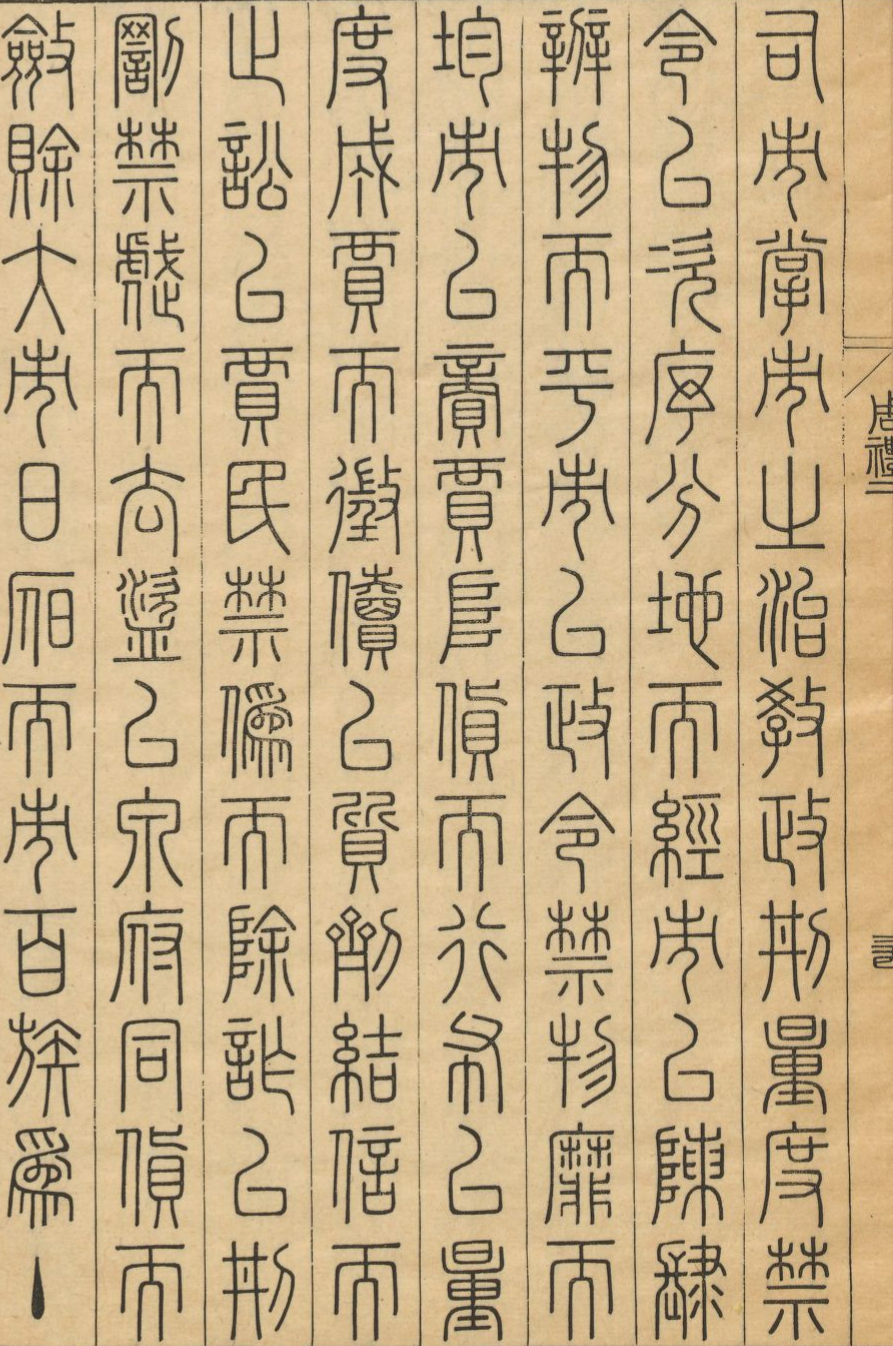 周禮
司市掌市之治教政刑量度禁
令以次序分地而經市以陳肆
辨物而平市以政令禁物靡而
均市以𧶜賈阜貨而行布以量
度成賈而徵儥以質劑結信而
止訟以賈民禁偽而除詐以刑
罰禁虣而去盜以泉府同貨而
斂賒大市日昃而市百族為主